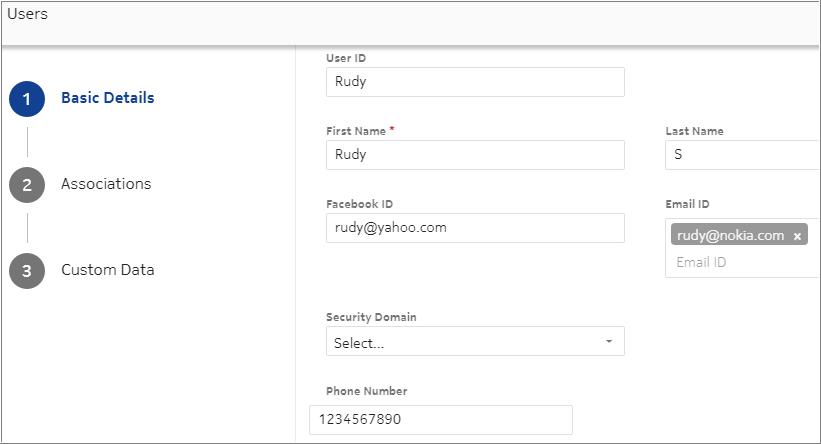 Users
1 Basic Details
2 Associations
3 Custom Data
User ID
Rudy
First Name * Last Name
Rudy S
Facebook ID Email ID
rudy@yahoo.com rudy@nokia.com ×
Email ID
Security Domain
Select...
Phone Number
1234567890